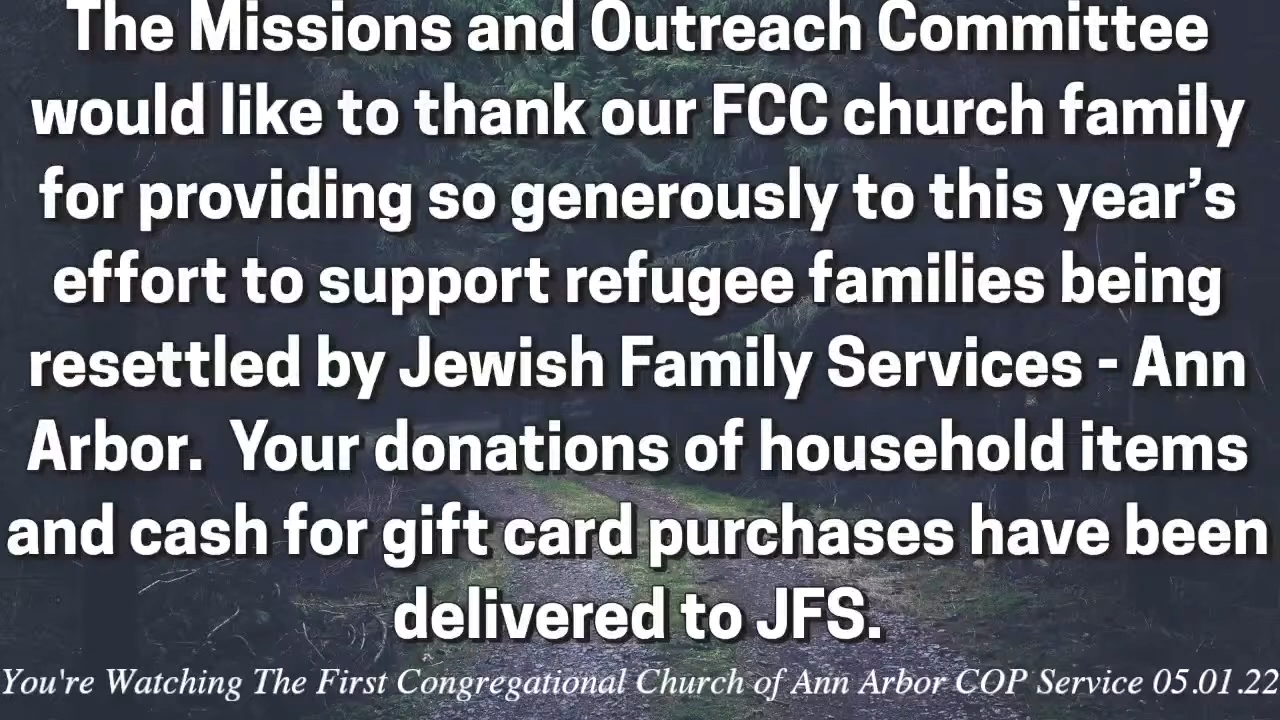 The Missions and Outreach Committee
would like to thank our FCC church family
for providing so generously to this year’s
effort to support refugee families being
resettled by Jewish Family Services - Ann
Arbor.  Your donations of household items
and cash for gift card purchases have been
delivered to JFS.
You're Watching The First Congregational Church of Ann Arbor COP Service 05.01.22